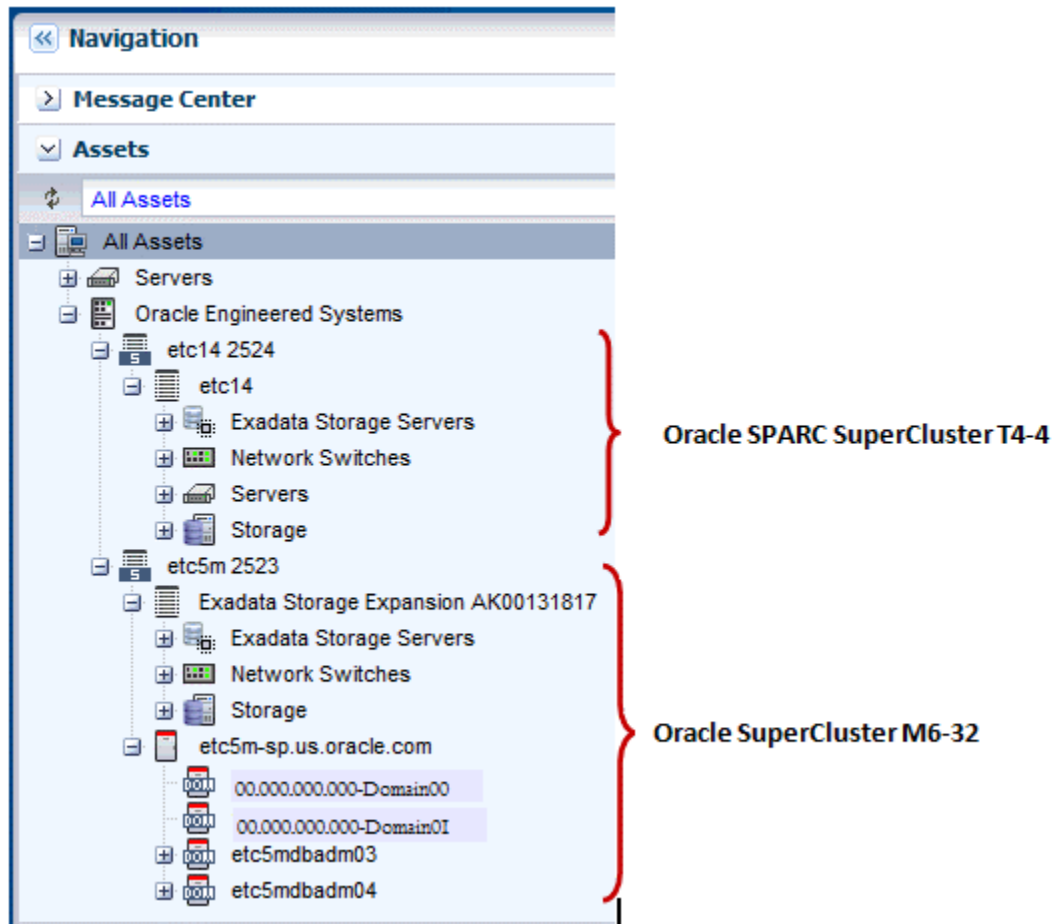 Navigation
Message Center
Assets
All Assets
All Assets
Servers
Oracle Engineered Systems
etc14 2524
etc14
Exadata Storage Servers
Network Switches
Servers
Storage
Oracle SPARC SuperCluster T4-4
etc5m 2523
Exadata Storage Expansion AK00131817
Exadata Storage Servers
Network Switches
Storage
etc5m-sp.us.oracle.com
00.000.000.000-Domain00
00.000.000.000-Domain0I
etc5mdbadm03
etc5mdbadm04
Oracle SuperCluster M6-32